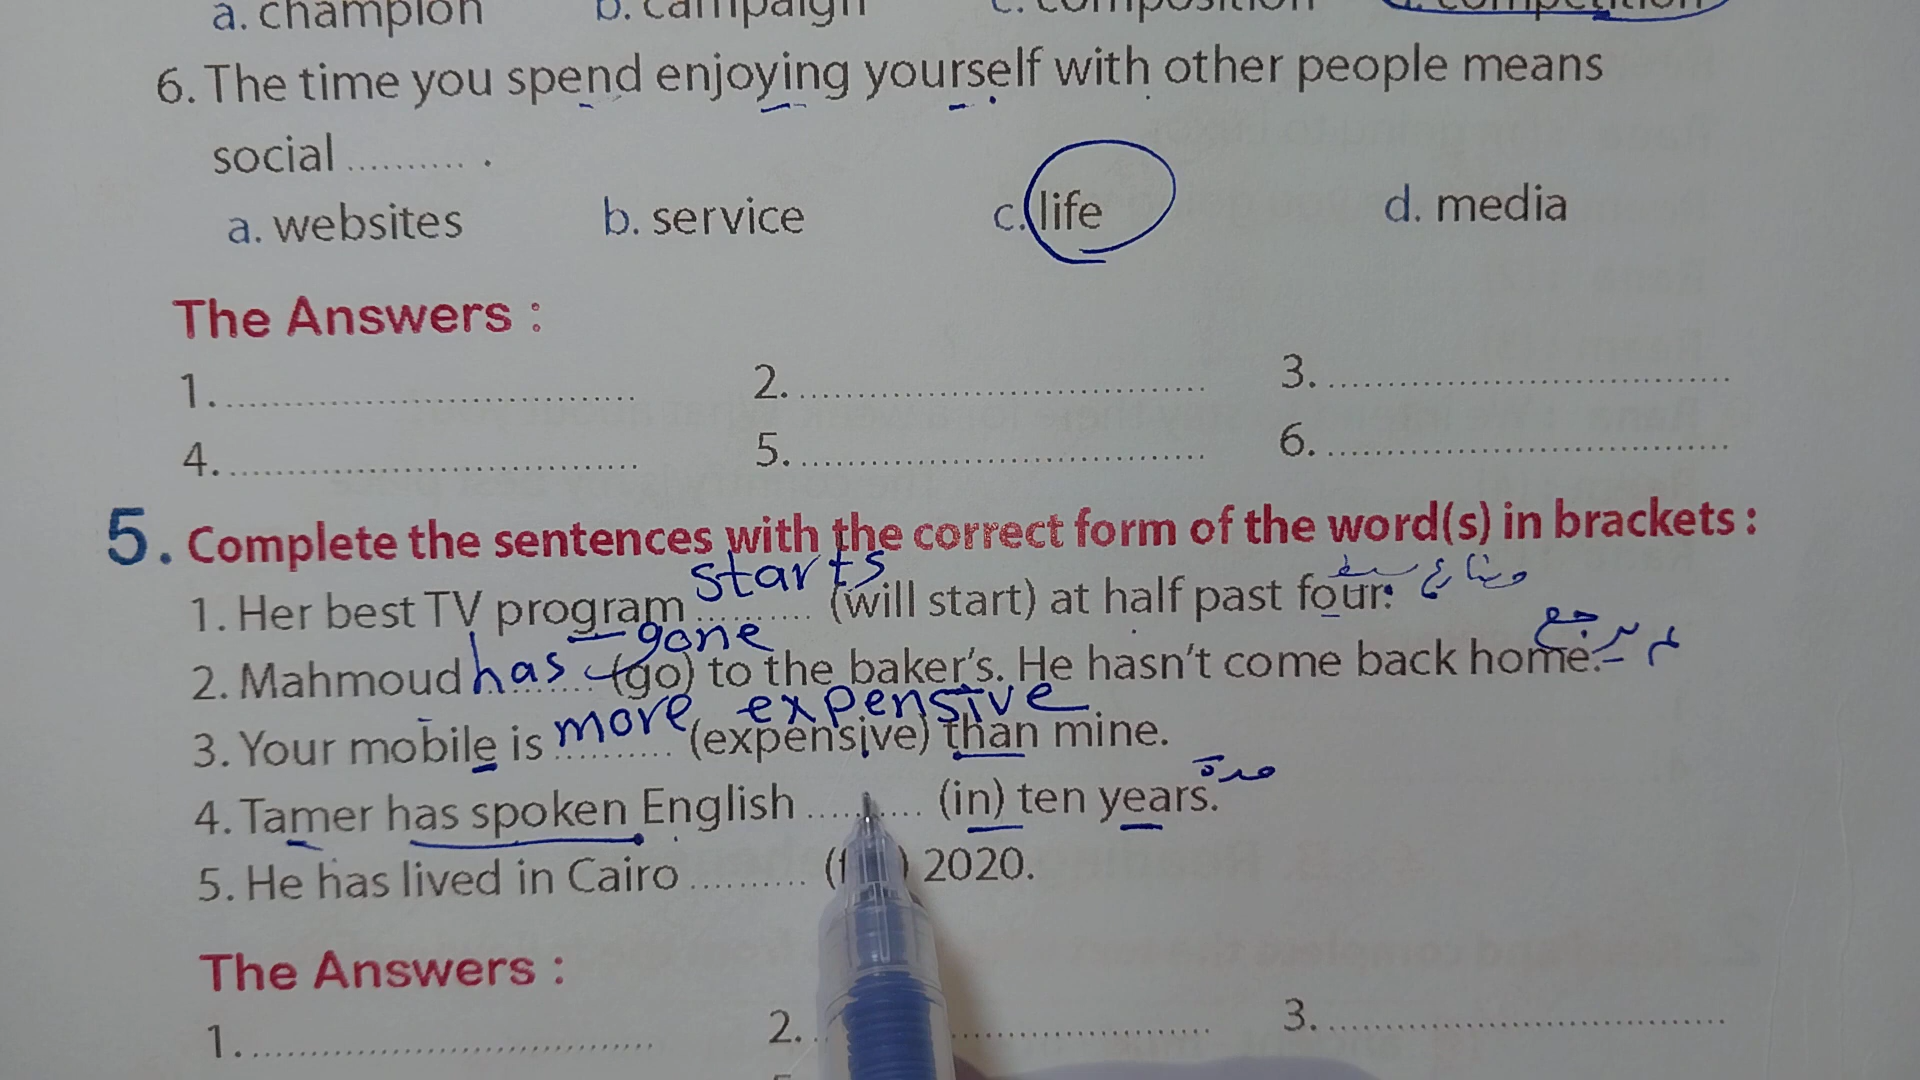 a. champion b. campaign c. composition d. competition
6. The time you spend enjoying yourself with other people means
social .......... .
a. websites b. service c. life d. media
The Answers :
1. 2. 3.
4. 5. 6.
5. Complete the sentences with the correct form of the word(s) in brackets :
starts
1. Her best TV program .......... (will start) at half past four.
gone
جمع
2. Mahmoud has (go) to the baker's. He hasn't come back home.
more expensive
3. Your mobile is .......... (expensive) than mine.
مدة
4. Tamer has spoken English .......... (in) ten years.
5. He has lived in Cairo .......... 2020.
The Answers :
1. 2. 3.